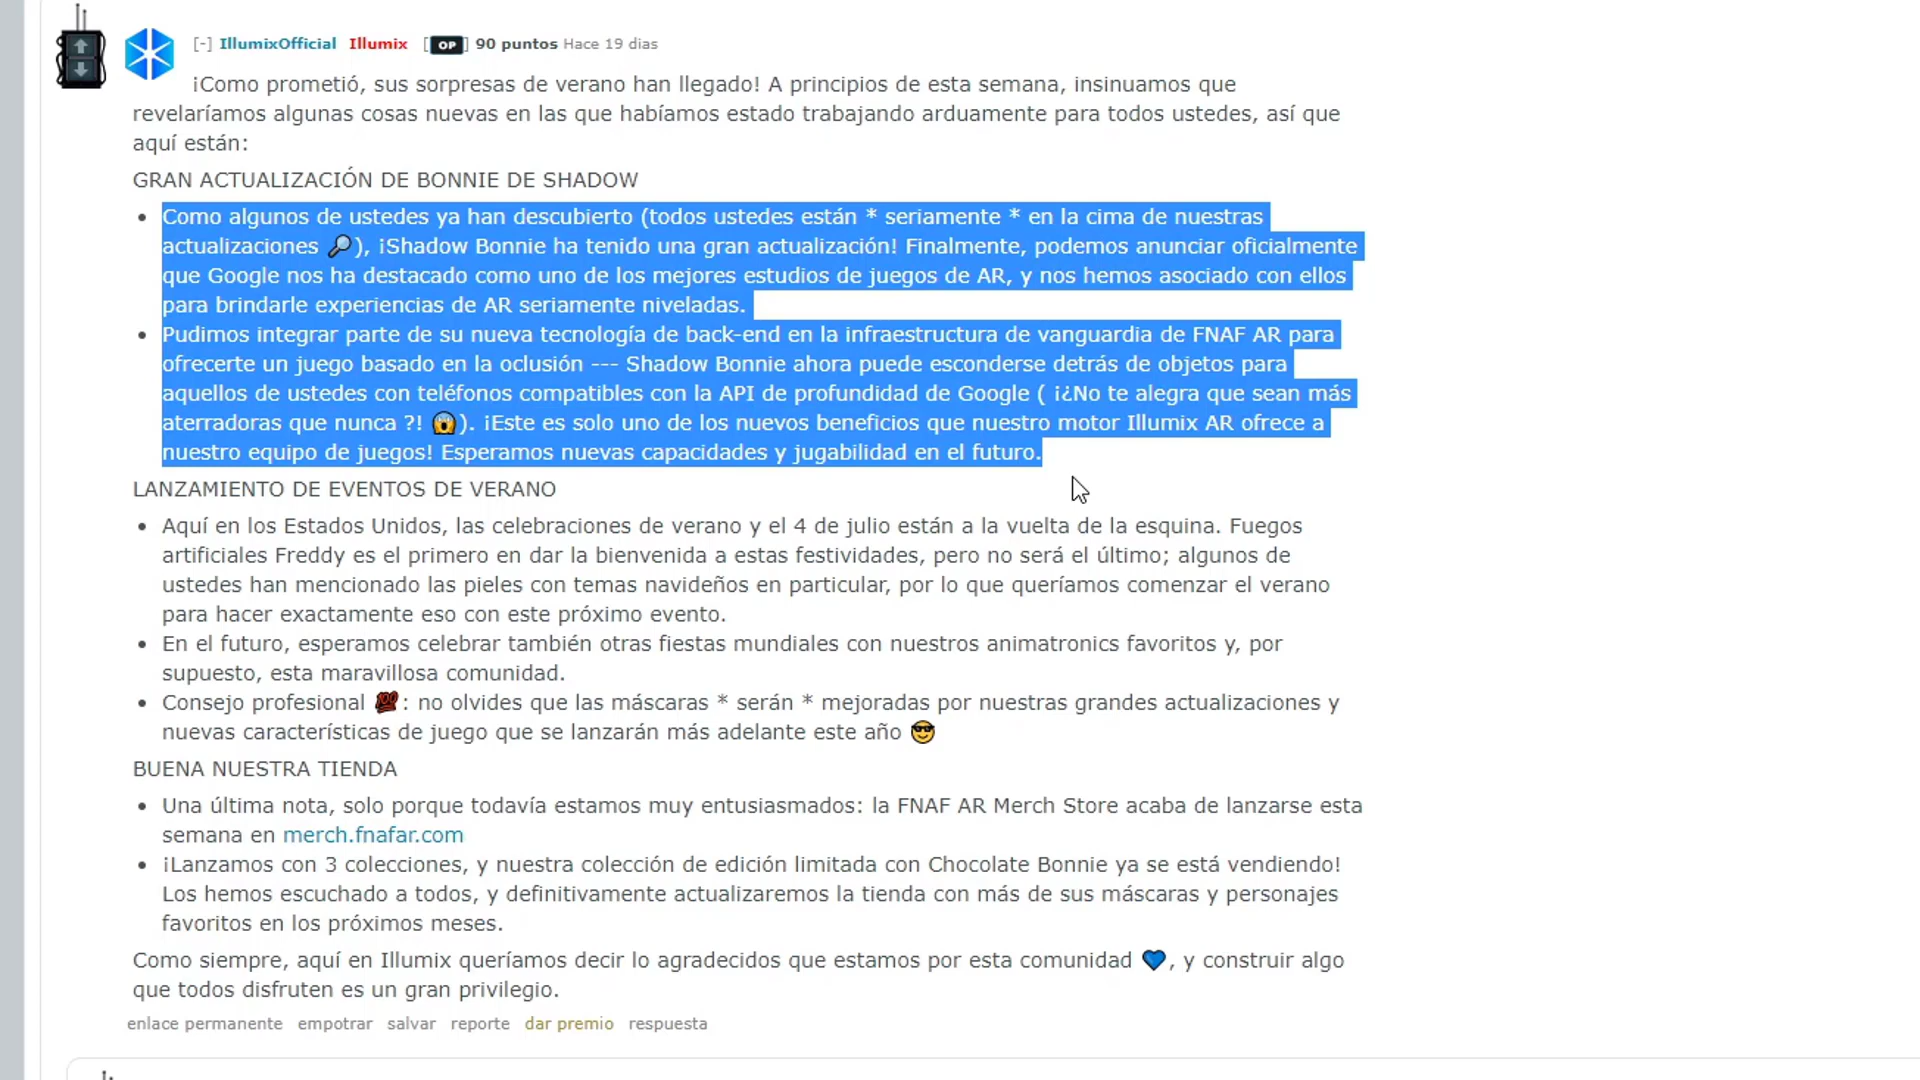 [-] IllumixOfficial Illumix [OP] 90 puntos Hace 19 dias
¡Como prometió, sus sorpresas de verano han llegado! A principios de esta semana, insinuamos que
revelaríamos algunas cosas nuevas en las que habíamos estado trabajando arduamente para todos ustedes, así que
aquí están:
GRAN ACTUALIZACIÓN DE BONNIE DE SHADOW
• Como algunos de ustedes ya han descubierto (todos ustedes están * seriamente * en la cima de nuestras
actualizaciones 🔎), ¡Shadow Bonnie ha tenido una gran actualización! Finalmente, podemos anunciar oficialmente
que Google nos ha destacado como uno de los mejores estudios de juegos de AR, y nos hemos asociado con ellos
para brindarle experiencias de AR seriamente niveladas.
• Pudimos integrar parte de su nueva tecnología de back-end en la infraestructura de vanguardia de FNAF AR para
ofrecerte un juego basado en la oclusión --- Shadow Bonnie ahora puede esconderse detrás de objetos para
aquellos de ustedes con teléfonos compatibles con la API de profundidad de Google ( ¡¿No te alegra que sean más
aterradoras que nunca ?! 😱). ¡Este es solo uno de los nuevos beneficios que nuestro motor Illumix AR ofrece a
nuestro equipo de juegos! Esperamos nuevas capacidades y jugabilidad en el futuro.
LANZAMIENTO DE EVENTOS DE VERANO
• Aquí en los Estados Unidos, las celebraciones de verano y el 4 de julio están a la vuelta de la esquina. Fuegos
artificiales Freddy es el primero en dar la bienvenida a estas festividades, pero no será el último; algunos de
ustedes han mencionado las pieles con temas navideños en particular, por lo que queríamos comenzar el verano
para hacer exactamente eso con este próximo evento.
• En el futuro, esperamos celebrar también otras fiestas mundiales con nuestros animatronics favoritos y, por
supuesto, esta maravillosa comunidad.
• Consejo profesional 💯: no olvides que las máscaras * serán * mejoradas por nuestras grandes actualizaciones y
nuevas características de juego que se lanzarán más adelante este año 😎
BUENA NUESTRA TIENDA
• Una última nota, solo porque todavía estamos muy entusiasmados: la FNAF AR Merch Store acaba de lanzarse esta
semana en merch.fnafar.com
• ¡Lanzamos con 3 colecciones, y nuestra colección de edición limitada con Chocolate Bonnie ya se está vendiendo!
Los hemos escuchado a todos, y definitivamente actualizaremos la tienda con más de sus máscaras y personajes
favoritos en los próximos meses.
Como siempre, aquí en Illumix queríamos decir lo agradecidos que estamos por esta comunidad 💙, y construir algo
que todos disfruten es un gran privilegio.
enlace permanente empotrar salvar reporte dar premio respuesta